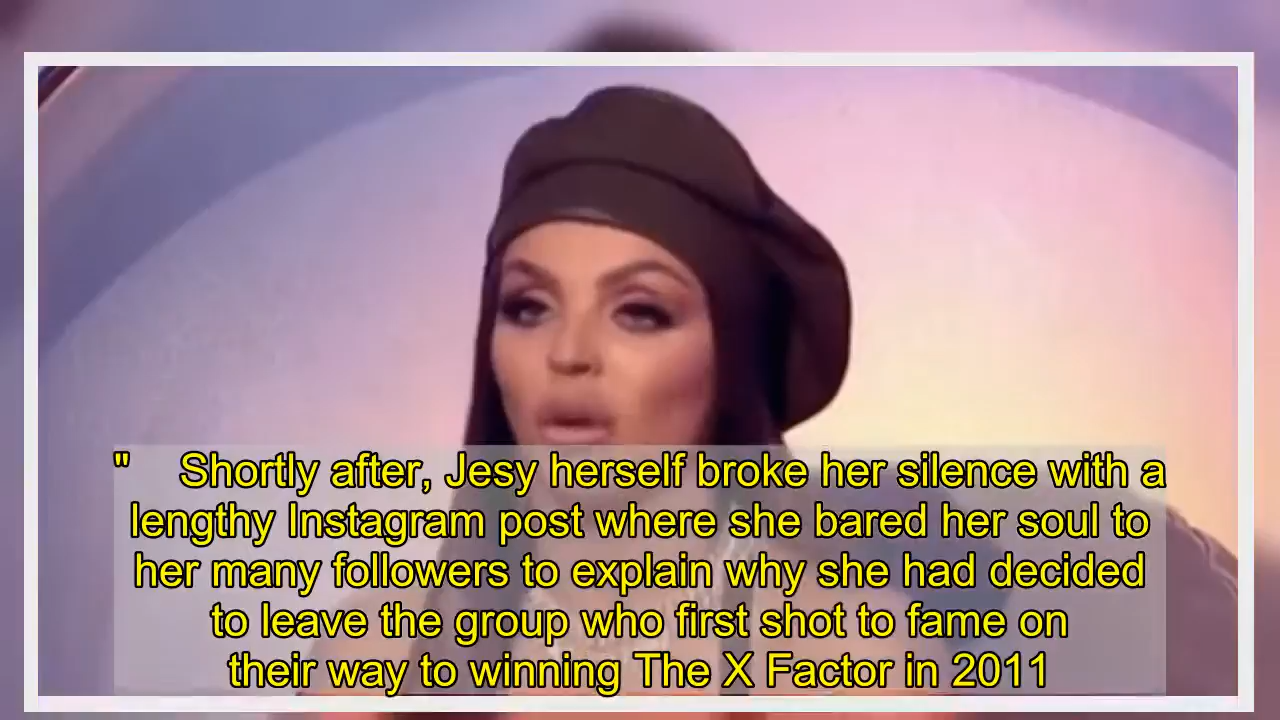 " Shortly after, Jesy herself broke her silence with a
lengthy Instagram post where she bared her soul to
her many followers to explain why she had decided
to leave the group who first shot to fame on
their way to winning The X Factor in 2011